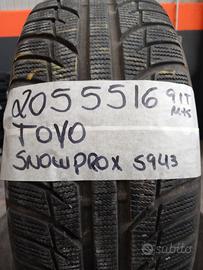 2055516 91T
M+S
TOYO
SNOWPROX S943
subito